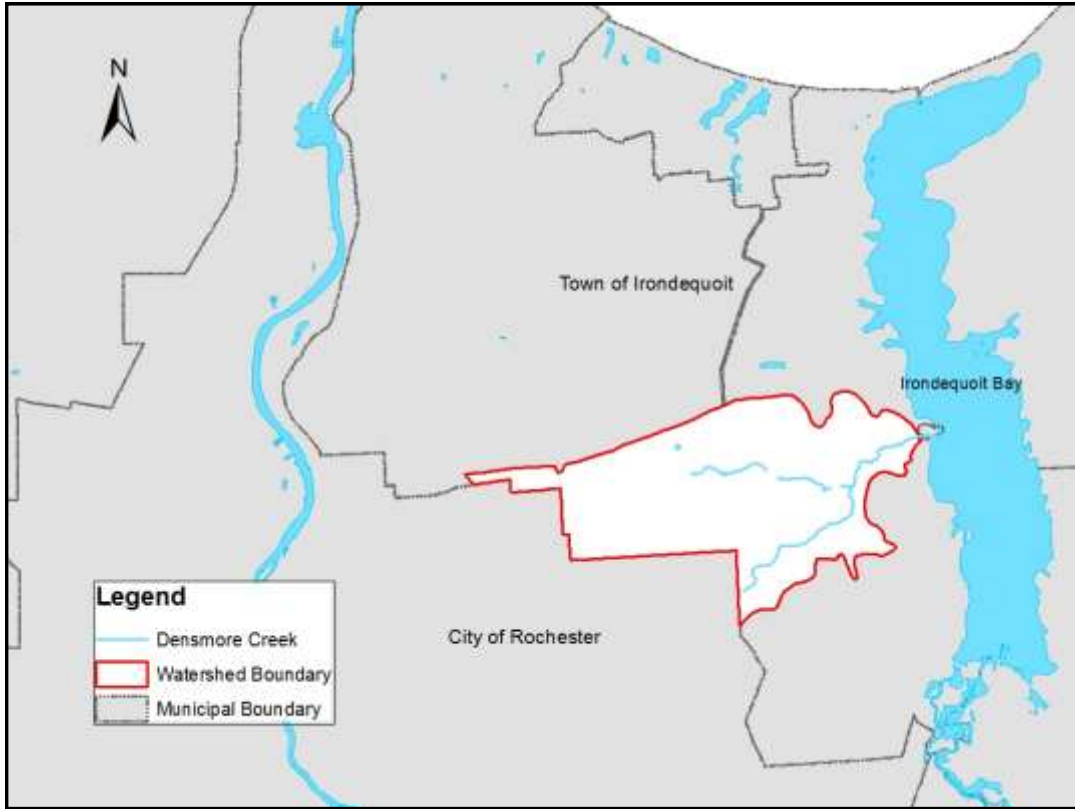 N
Town of Irondequoit
Irondequoit Bay
Legend
Densmore Creek
Watershed Boundary
Municipal Boundary
City of Rochester